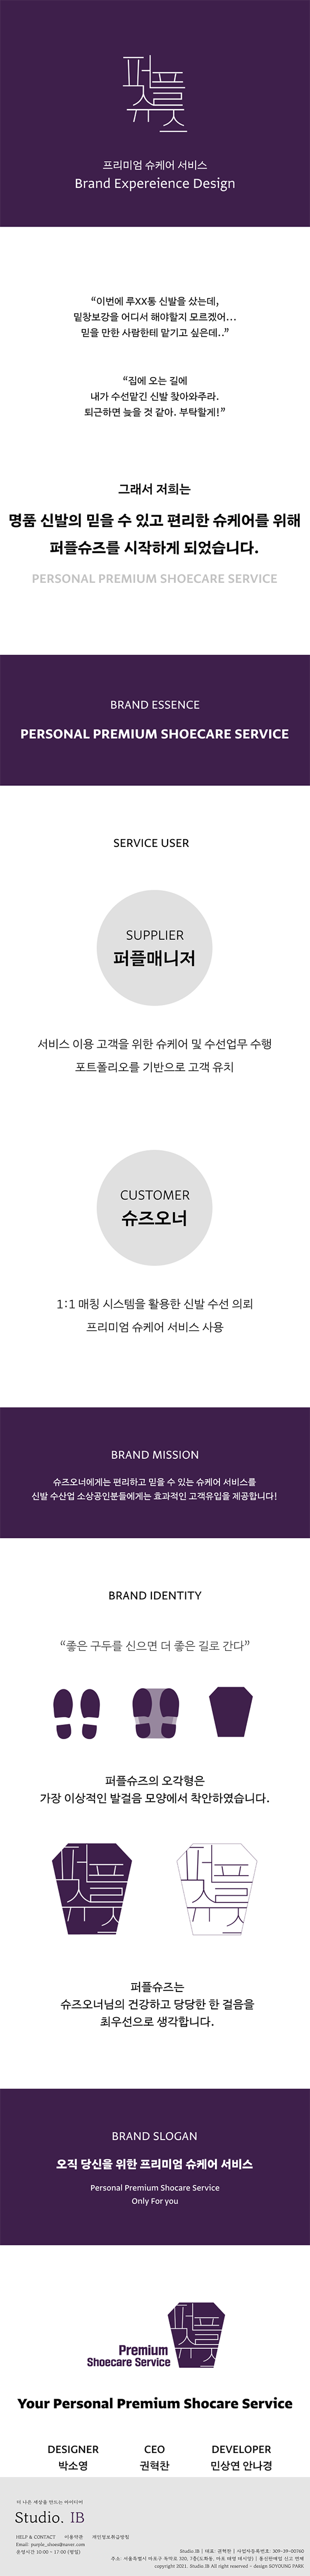 퍼플
슈즈
프리미엄 슈케어 서비스
Brand Expereience Design
“이번에 루XX통 신발을 샀는데,
밑창보강을 어디서 해야할지 모르겠어...
믿을 만한 사람한테 맡기고 싶은데..”
“집에 오는 길에
내가 수선맡긴 신발 찾아와주라.
퇴근하면 늦을 것 같아. 부탁할게!”
그래서 저희는
명품 신발의 믿을 수 있고 편리한 슈케어를 위해
퍼플슈즈를 시작하게 되었습니다.
PERSONAL PREMIUM SHOECARE SERVICE
BRAND ESSENCE
PERSONAL PREMIUM SHOECARE SERVICE
SERVICE USER
SUPPLIER
퍼플매니저
서비스 이용 고객을 위한 슈케어 및 수선업무 수행
포트폴리오를 기반으로 고객 유치
CUSTOMER
슈즈오너
1:1 매칭 시스템을 활용한 신발 수선 의뢰
프리미엄 슈케어 서비스 사용
BRAND MISSION
슈즈오너에게는 편리하고 믿을 수 있는 슈케어 서비스를
신발 수산업 소상공인분들에게는 효과적인 고객유입을 제공합니다!
BRAND IDENTITY
“좋은 구두를 신으면 더 좋은 길로 간다”
퍼플슈즈의 오각형은
가장 이상적인 발걸음 모양에서 착안하였습니다.
퍼플
슈즈
퍼플
슈즈
퍼플슈즈는
슈즈오너님의 건강하고 당당한 한 걸음을
최우선으로 생각합니다.
BRAND SLOGAN
오직 당신을 위한 프리미엄 슈케어 서비스
Personal Premium Shocare Service
Only For you
퍼플
슈즈
Premium
Shoecare Service
Your Personal Premium Shocare Service
DESIGNER CEO DEVELOPER
박소영 권혁찬 민상연 안나경
더 나은 세상을 만드는 아이디어
Studio. IB
HELP & CONTACT 이용약관 개인정보취급방침
Email purple_shoes@naver.com
운영시간 10:00 ~ 17:00 (평일)
Studio IB | 대표: 권혁찬 | 사업자등록번호: 309-39-00760
주소: 서울특별시 마포구 독막로 320, 7층(도화동, 마포 태영 데시앙) | 통신판매업 신고 면제
copyright 2021. Studio IB All right reserved - design SOYOUNG PARK